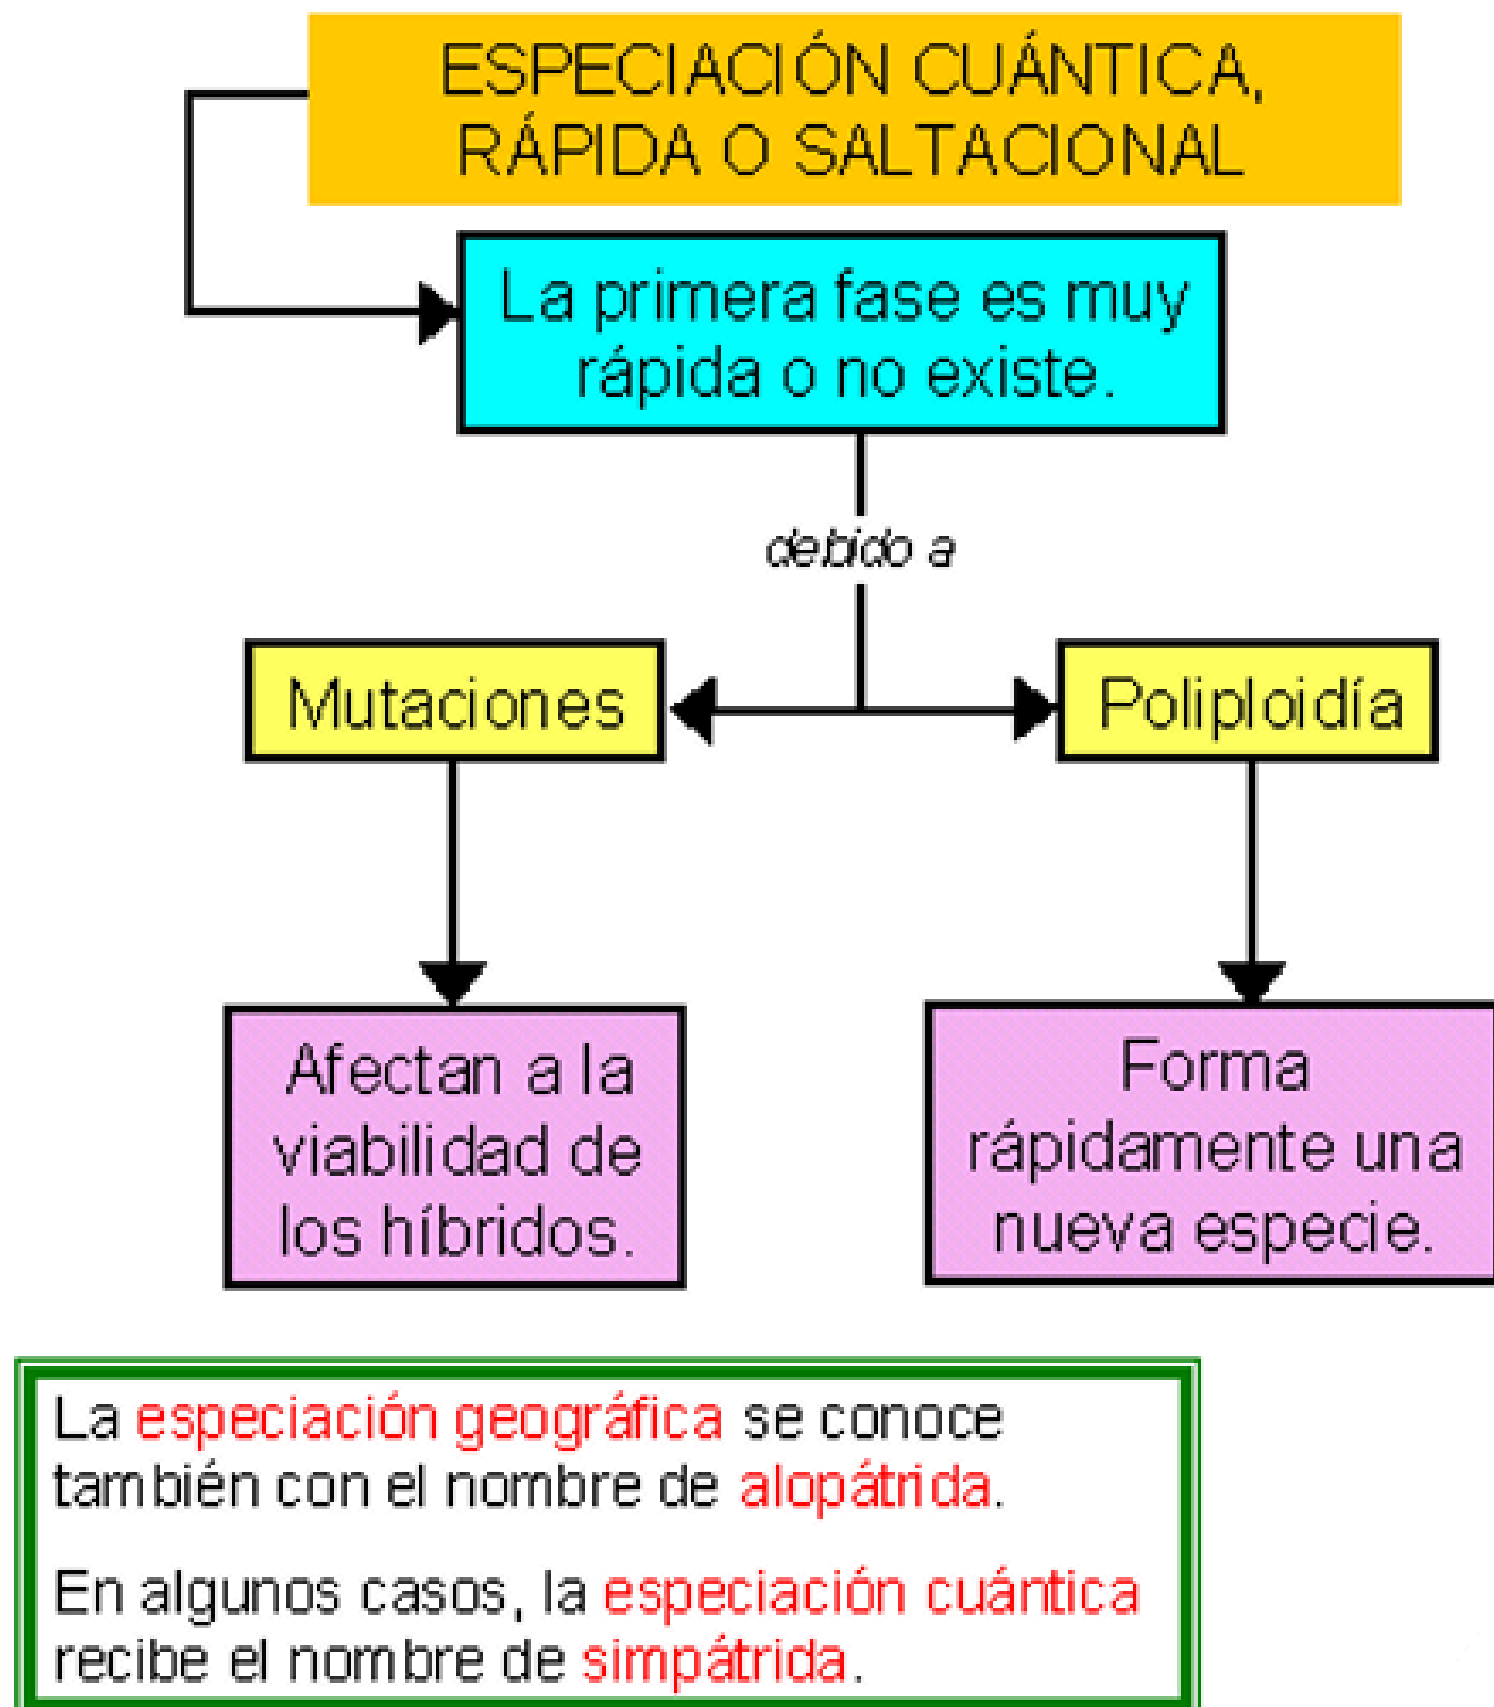 ESPECIACIÓN CUÁNTICA,
RÁPIDA O SALTACIONAL
La primera fase es muy
rápida o no existe.
debido a
Mutaciones
Poliploidía
Afectan a la
viabilidad de
los híbridos.
Forma
rápidamente una
nueva especie.
La especiación geográfica se conoce
también con el nombre de alopátrida.
En algunos casos, la especiación cuántica
recibe el nombre de simpátrida.